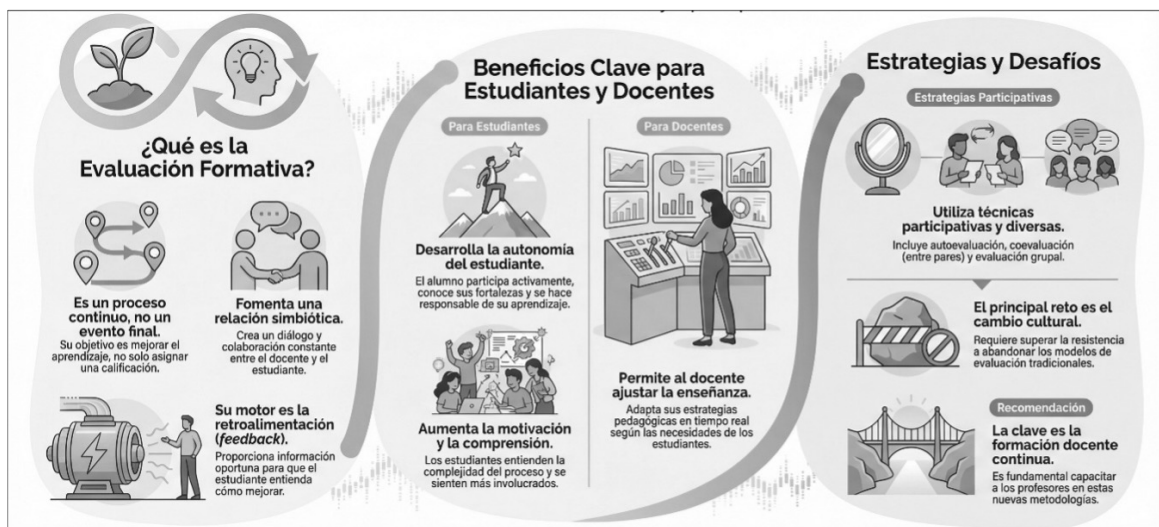 ¿Qué es la
Evaluación Formativa?
Es un proceso
continuo, no un
evento final.
Su objetivo es mejorar el
aprendizaje, no solo asignar
una calificación.
Fomenta una
relación simbiótica.
Crea un diálogo y
colaboración constante
entre el docente y el
estudiante.
Su motor es la
retroalimentación
(feedback).
Proporciona información
oportuna para que el
estudiante entienda
cómo mejorar.
Beneficios Clave para
Estudiantes y Docentes
Para Estudiantes
Desarrolla la autonomía
del estudiante.
El alumno participa activamente,
conoce sus fortalezas y se hace
responsable de su aprendizaje.
Aumenta la motivación
y la comprensión.
Los estudiantes entienden la
complejidad del proceso y se
sienten más involucrados.
Para Docentes
Permite al docente
ajustar la enseñanza.
Adapta sus estrategias
pedagógicas en tiempo real
según las necesidades de los
estudiantes.
Estrategias y Desafíos
Estrategias Participativas
Utiliza técnicas
participativas y diversas.
Incluye autoevaluación, coevaluación
(entre pares) y evaluación grupal.
El principal reto es el
cambio cultural.
Requiere superar la resistencia
a abandonar los modelos de
evaluación tradicionales.
Recomendación
La clave es la
formación docente
continua.
Es fundamental capacitar
a los profesores en estas
nuevas metodologías.